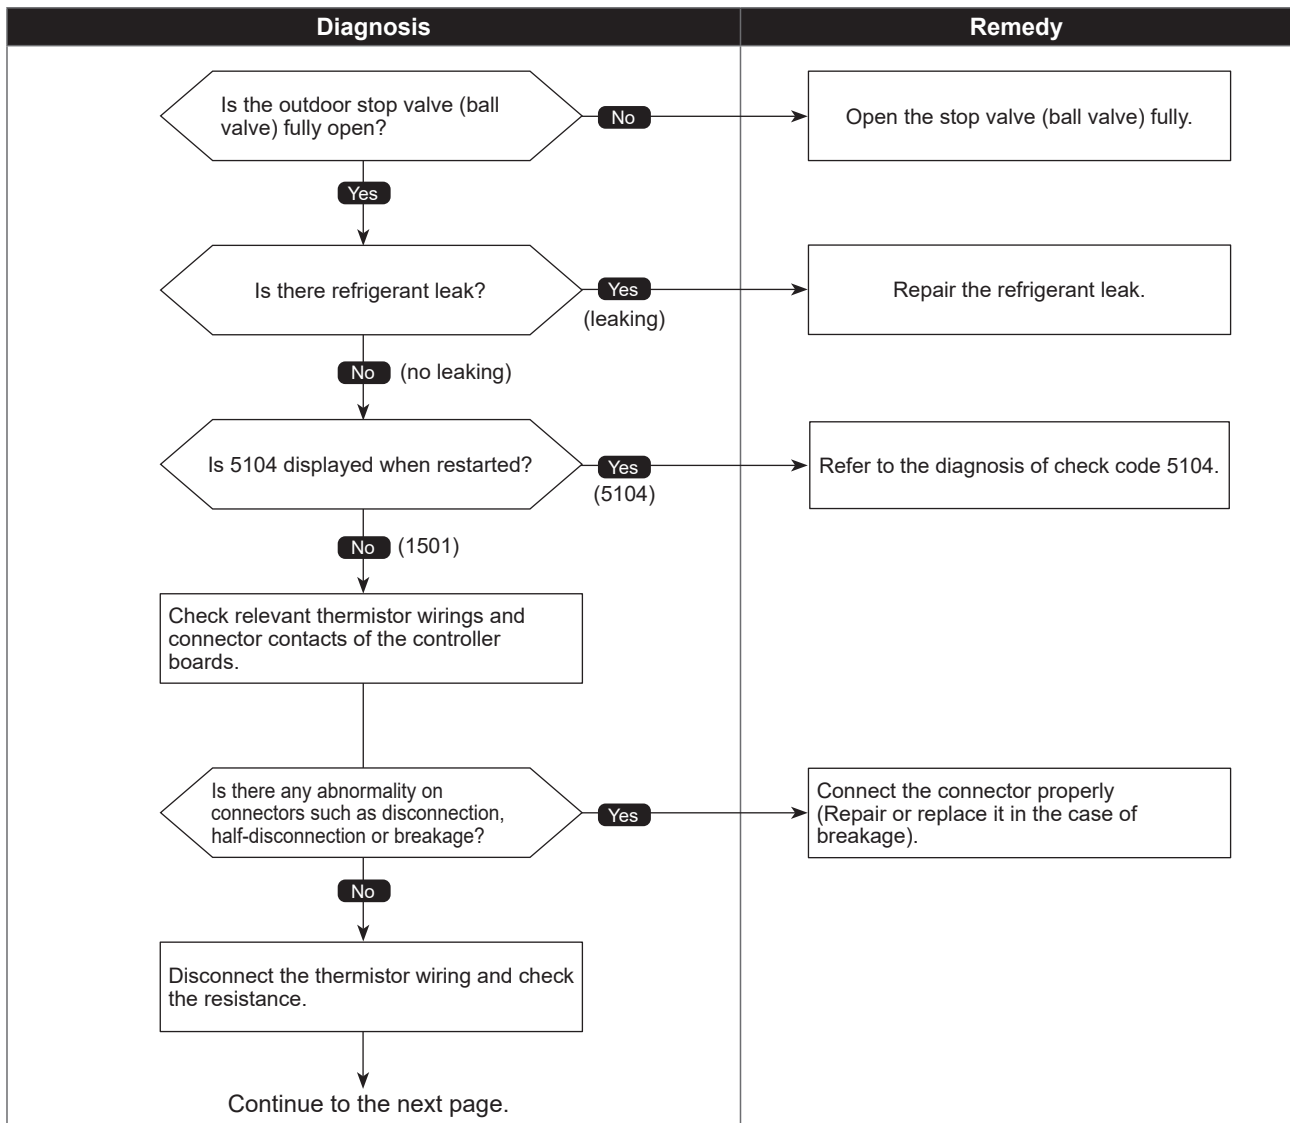 Diagnosis
Remedy
Is the outdoor stop valve (ball
valve) fully open?
No
Open the stop valve (ball valve) fully.
Yes
Is there refrigerant leak?
Yes
(leaking)
Repair the refrigerant leak.
No (no leaking)
Is 5104 displayed when restarted?
Yes
(5104)
Refer to the diagnosis of check code 5104.
No (1501)
Check relevant thermistor wirings and
connector contacts of the controller
boards.
Is there any abnormality on
connectors such as disconnection,
half-disconnection or breakage?
Yes
Connect the connector properly
(Repair or replace it in the case of
breakage).
No
Disconnect the thermistor wiring and check
the resistance.
Continue to the next page.